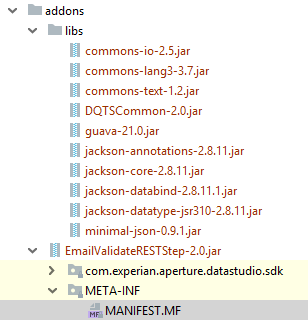 addons
libs
commons-io-2.5.jar
commons-lang3-3.7.jar
commons-text-1.2.jar
DQTSCommon-2.0.jar
guava-21.0.jar
jackson-annotations-2.8.11.jar
jackson-core-2.8.11.jar
jackson-databind-2.8.11.1.jar
jackson-datatype-jsr310-2.8.11.jar
minimal-json-0.9.1.jar
EmailValidateRESTStep-2.0.jar
com.experian.aperture.datastudio.sdk
META-INF
MANIFEST.MF